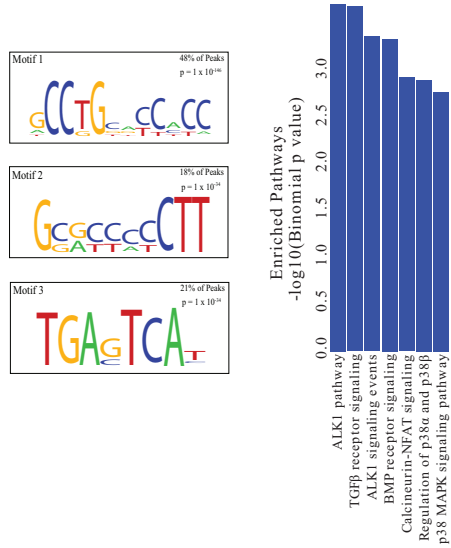 Motif 1
48% of Peaks
p = 1 x 10-146
Motif 2
18% of Peaks
p = 1 x 10-54
GCGCCCCCTT
Motif 3
21% of Peaks
p = 1 x 10-34
TGAGTCAT
Enriched Pathways
-log10(Binomial p value)
3.0
2.5
2.0
1.5
1.0
0.5
0.0
ALK1 pathway
TGFβ receptor signaling
ALK1 signaling events
BMP receptor signaling
Calcineurin-NFAT signaling
Regulation of p38α and p38β
p38 MAPK signaling pathway